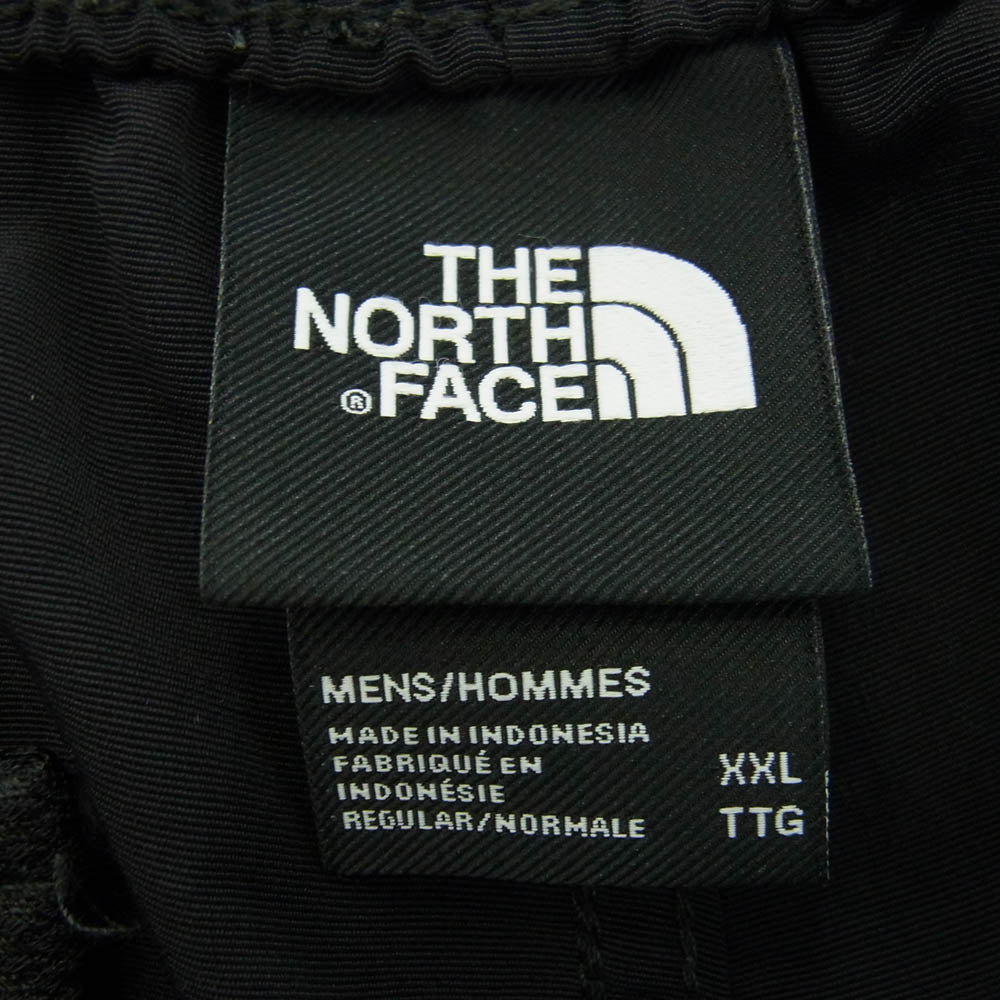 THE
NORTH
® FACE
MENS/HOMMES
MADE IN INDONESIA
FABRIQUÉ EN
INDONÉSIE
REGULAR/NORMALE
XXL
TTG